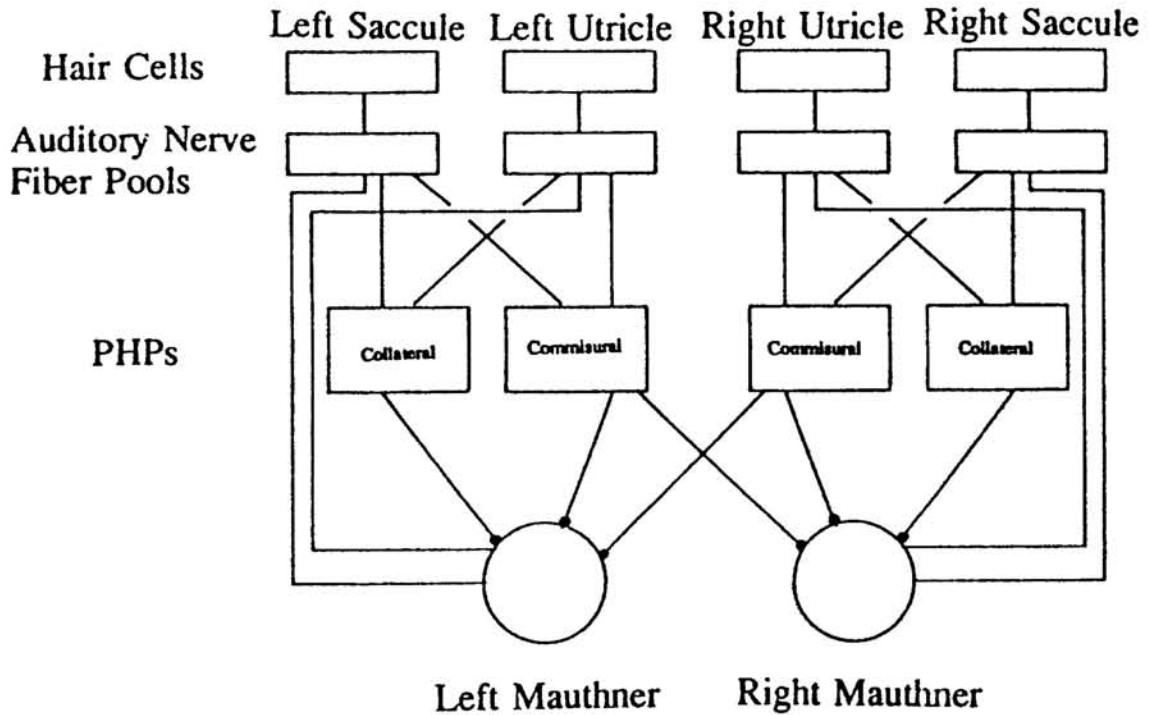 Left Saccule Left Utricle Right Utricle Right Saccule
Hair Cells
Auditory Nerve
Fiber Pools
PHPs
Collateral Commisural Commisural Collateral
Left Mauthner Right Mauthner